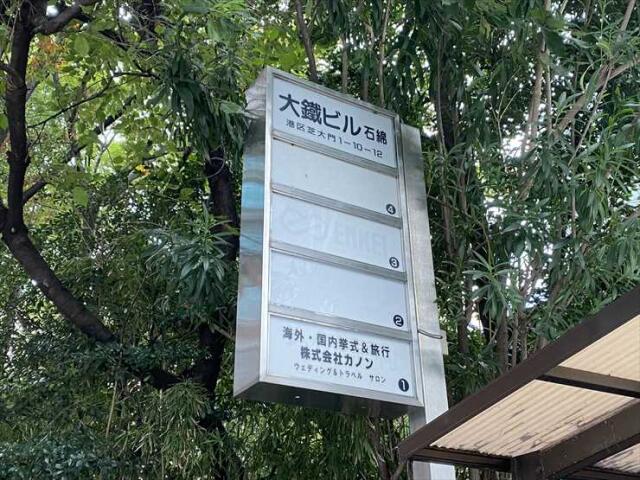 大鐵ビル 石綿
港区芝大門1-10-12
4
3
2
海外・国内挙式&旅行
株式会社カノン
ウェディング&トラベル サロン
1